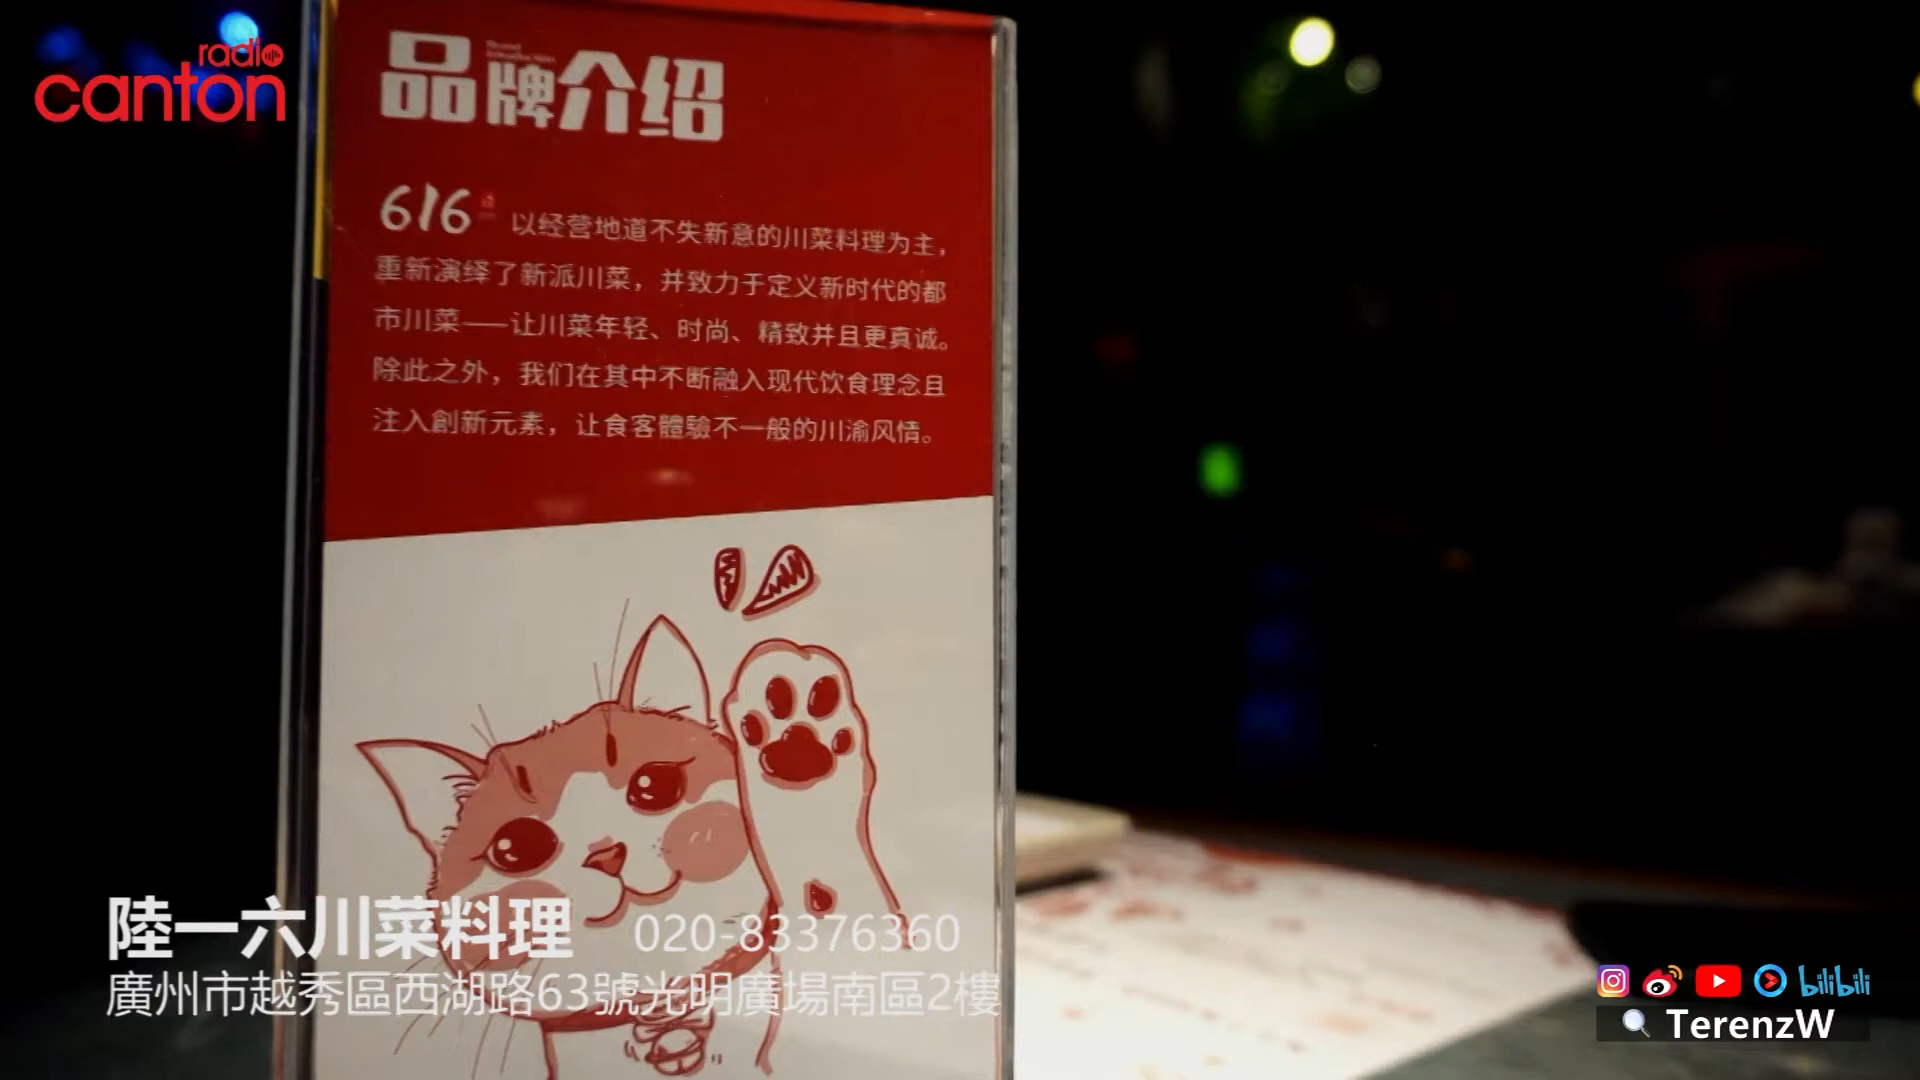 radio
canton
品牌介绍
616 以经营地道不失新意的川菜料理为主，
重新演绎了新派川菜，并致力于定义新时代的都
市川菜——让川菜年轻、时尚、精致并且更真诚。
除此之外，我们在其中不断融入现代饮食理念且
注入創新元素，让食客體驗不一般的川渝风情。
陸一六川菜料理 020-83376360
廣州市越秀區西湖路63號光明廣場南區2樓
bilibili
TerenzW